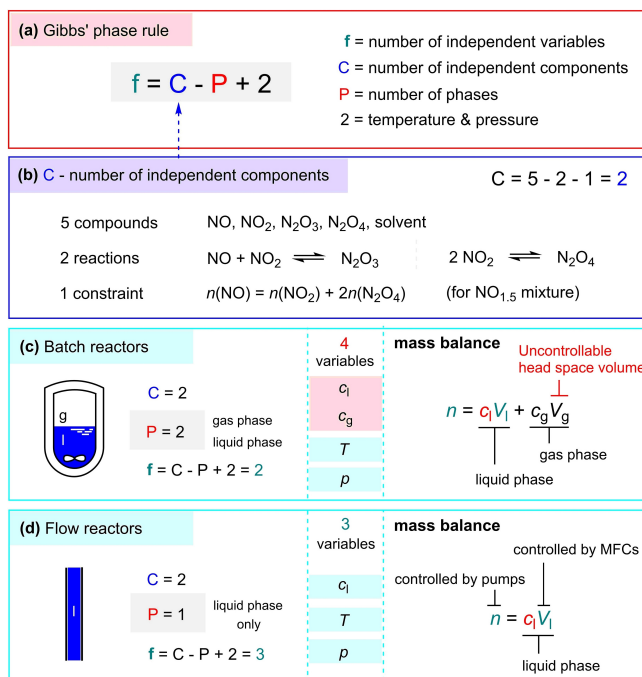 (a) Gibbs' phase rule
f = C - P + 2
f = number of independent variables
C = number of independent components
P = number of phases
2 = temperature & pressure
(b) C - number of independent components
C = 5 - 2 - 1 = 2
5 compounds NO, NO₂, N₂O₃, N₂O₄, solvent
2 reactions NO + NO₂ ⇌ N₂O₃ 2 NO₂ ⇌ N₂O₄
1 constraint n(NO) = n(NO₂) + 2n(N₂O₄) (for NO₁.₅ mixture)
(c) Batch reactors
g
l
C = 2
P = 2
gas phase
liquid phase
f = C - P + 2 = 2
4
variables
cₗ
c_g
T
p
mass balance
Uncontrollable
head space volume
n = cₗVₗ + c_gV_g
gas phase
liquid phase
(d) Flow reactors
l
C = 2
P = 1
liquid phase
only
f = C - P + 2 = 3
3
variables
cₗ
T
p
mass balance
controlled by MFCs
controlled by pumps
n = cₗVₗ
liquid phase